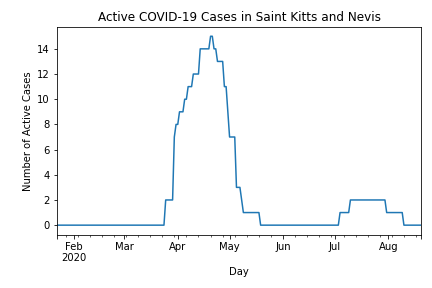 Active COVID-19 Cases in Saint Kitts and Nevis
Number of Active Cases
14
12
10
8
6
4
2
0
Feb Mar Apr May Jun Jul Aug
2020
Day